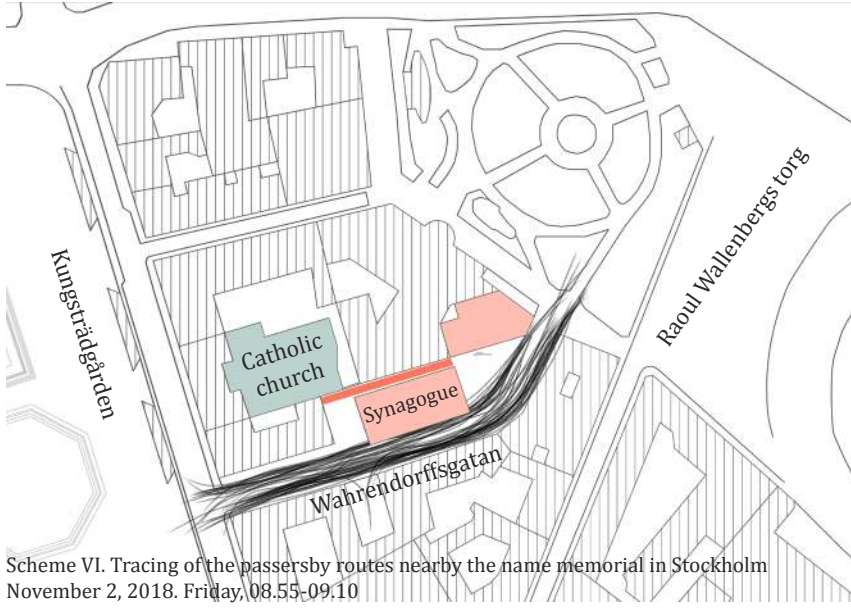 Kungsträdgården
Raoul Wallenbergs torg
Catholic
church
Synagogue
Wahrendorffsgatan
Scheme VI. Tracing of the passersby routes nearby the name memorial in Stockholm
November 2, 2018. Friday, 08.55-09.10